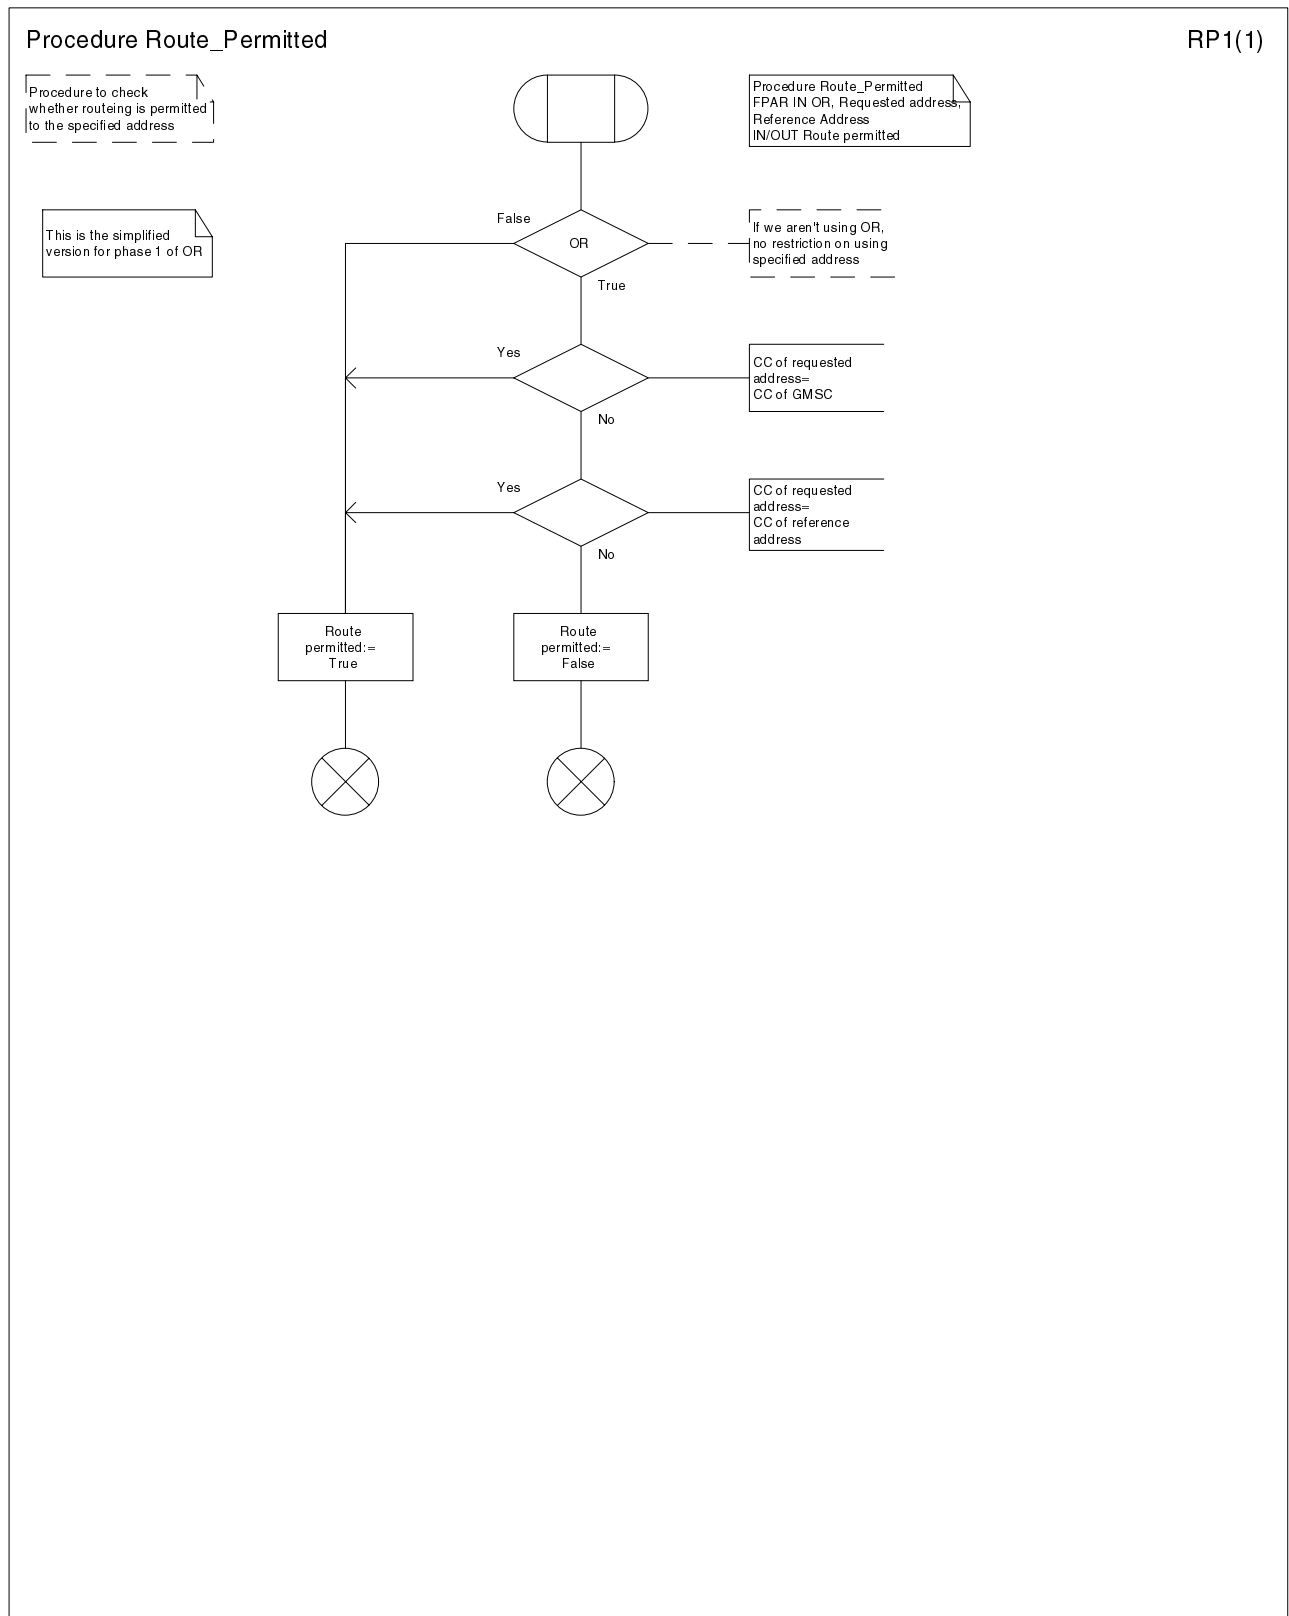 Procedure Route_Permitted
RP1(1)
Procedure to check
whether routeing is permitted
to the specified address
Procedure Route_Permitted
FPAR IN OR, Requested address,
Reference Address
IN/OUT Route permitted
This is the simplified
version for phase 1 of OR
False
OR
True
If we aren't using OR,
no restriction on using
specified address
Yes
No
CC of requested
address=
CC of GMSC
Yes
No
CC of requested
address=
CC of reference
address
Route
permitted:=
True
Route
permitted:=
False